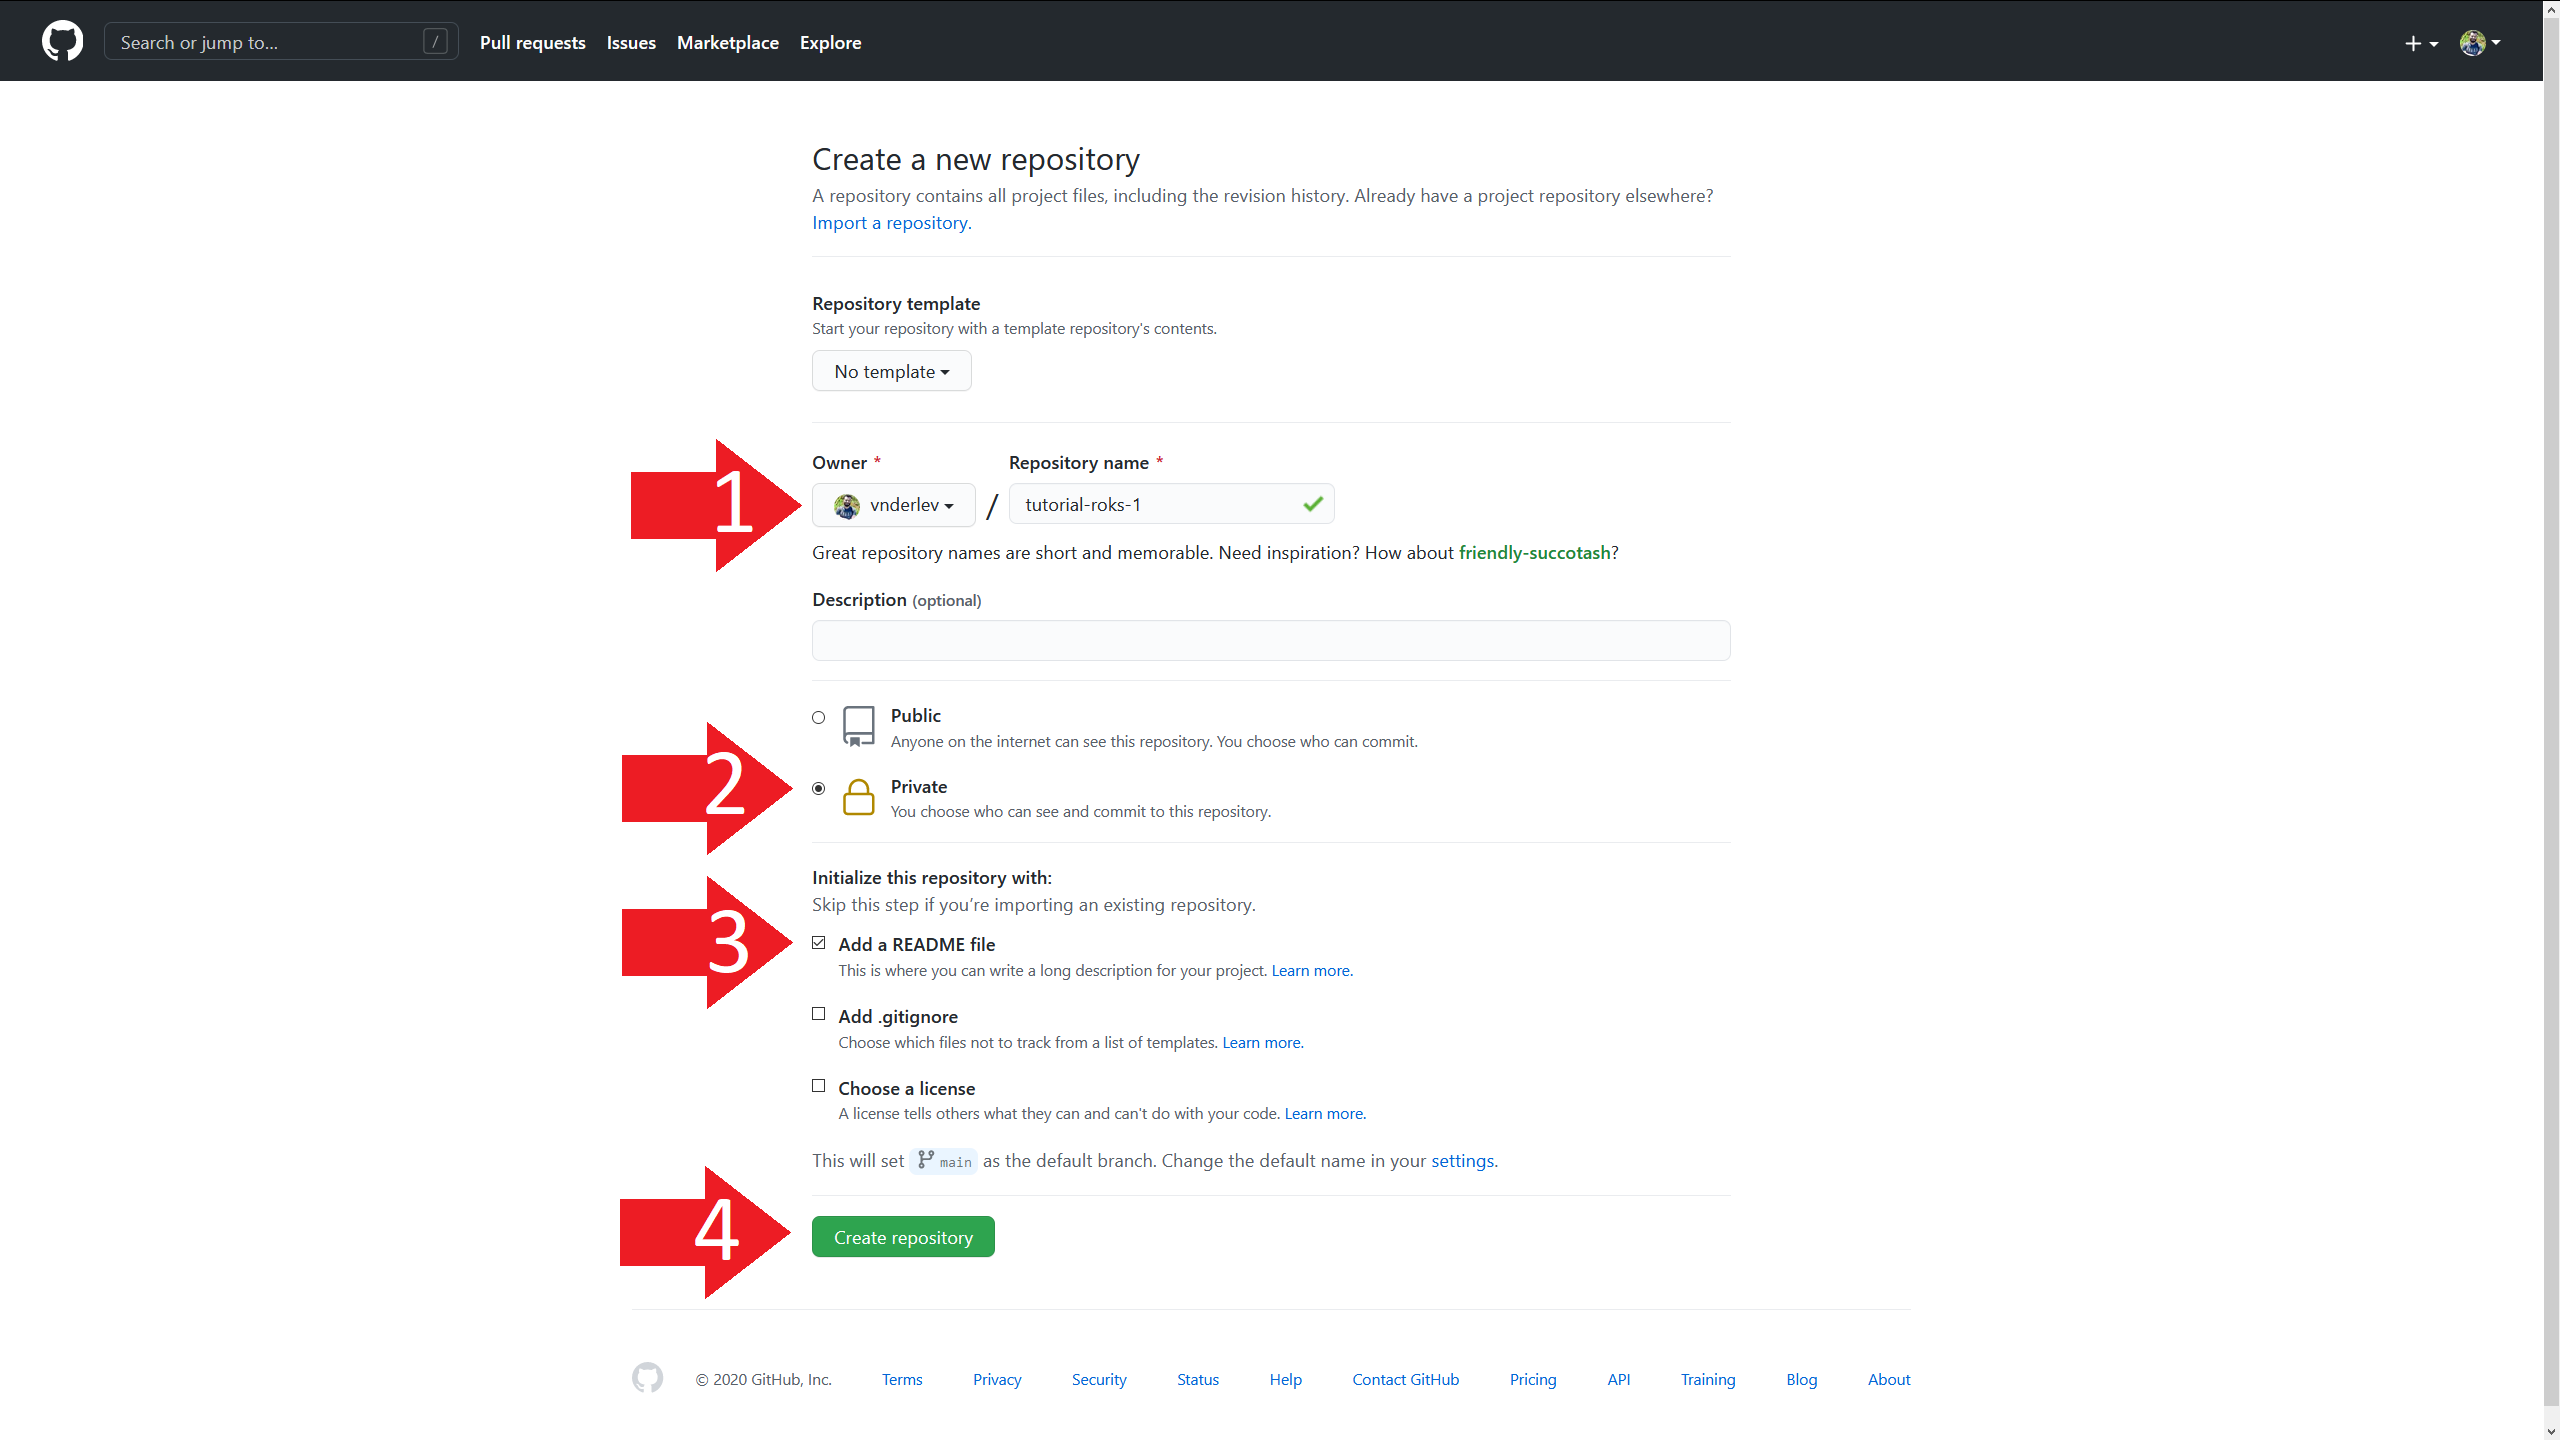 Search or jump to... /
Pull requests
Issues
Marketplace
Explore
Create a new repository
A repository contains all project files, including the revision history. Already have a project repository elsewhere?
Import a repository.
Repository template
Start your repository with a template repository's contents.
No template
1
Owner *
Repository name *
vnderlev / tutorial-roks-1
Great repository names are short and memorable. Need inspiration? How about friendly-succotash?
Description (optional)
Public
Anyone on the internet can see this repository. You choose who can commit.
2
Private
You choose who can see and commit to this repository.
Initialize this repository with:
Skip this step if you’re importing an existing repository.
3
Add a README file
This is where you can write a long description for your project. Learn more.
Add .gitignore
Choose which files not to track from a list of templates. Learn more.
Choose a license
A license tells others what they can and can't do with your code. Learn more.
This will set main as the default branch. Change the default name in your settings.
4
Create repository
© 2020 GitHub, Inc.
Terms
Privacy
Security
Status
Help
Contact GitHub
Pricing
API
Training
Blog
About